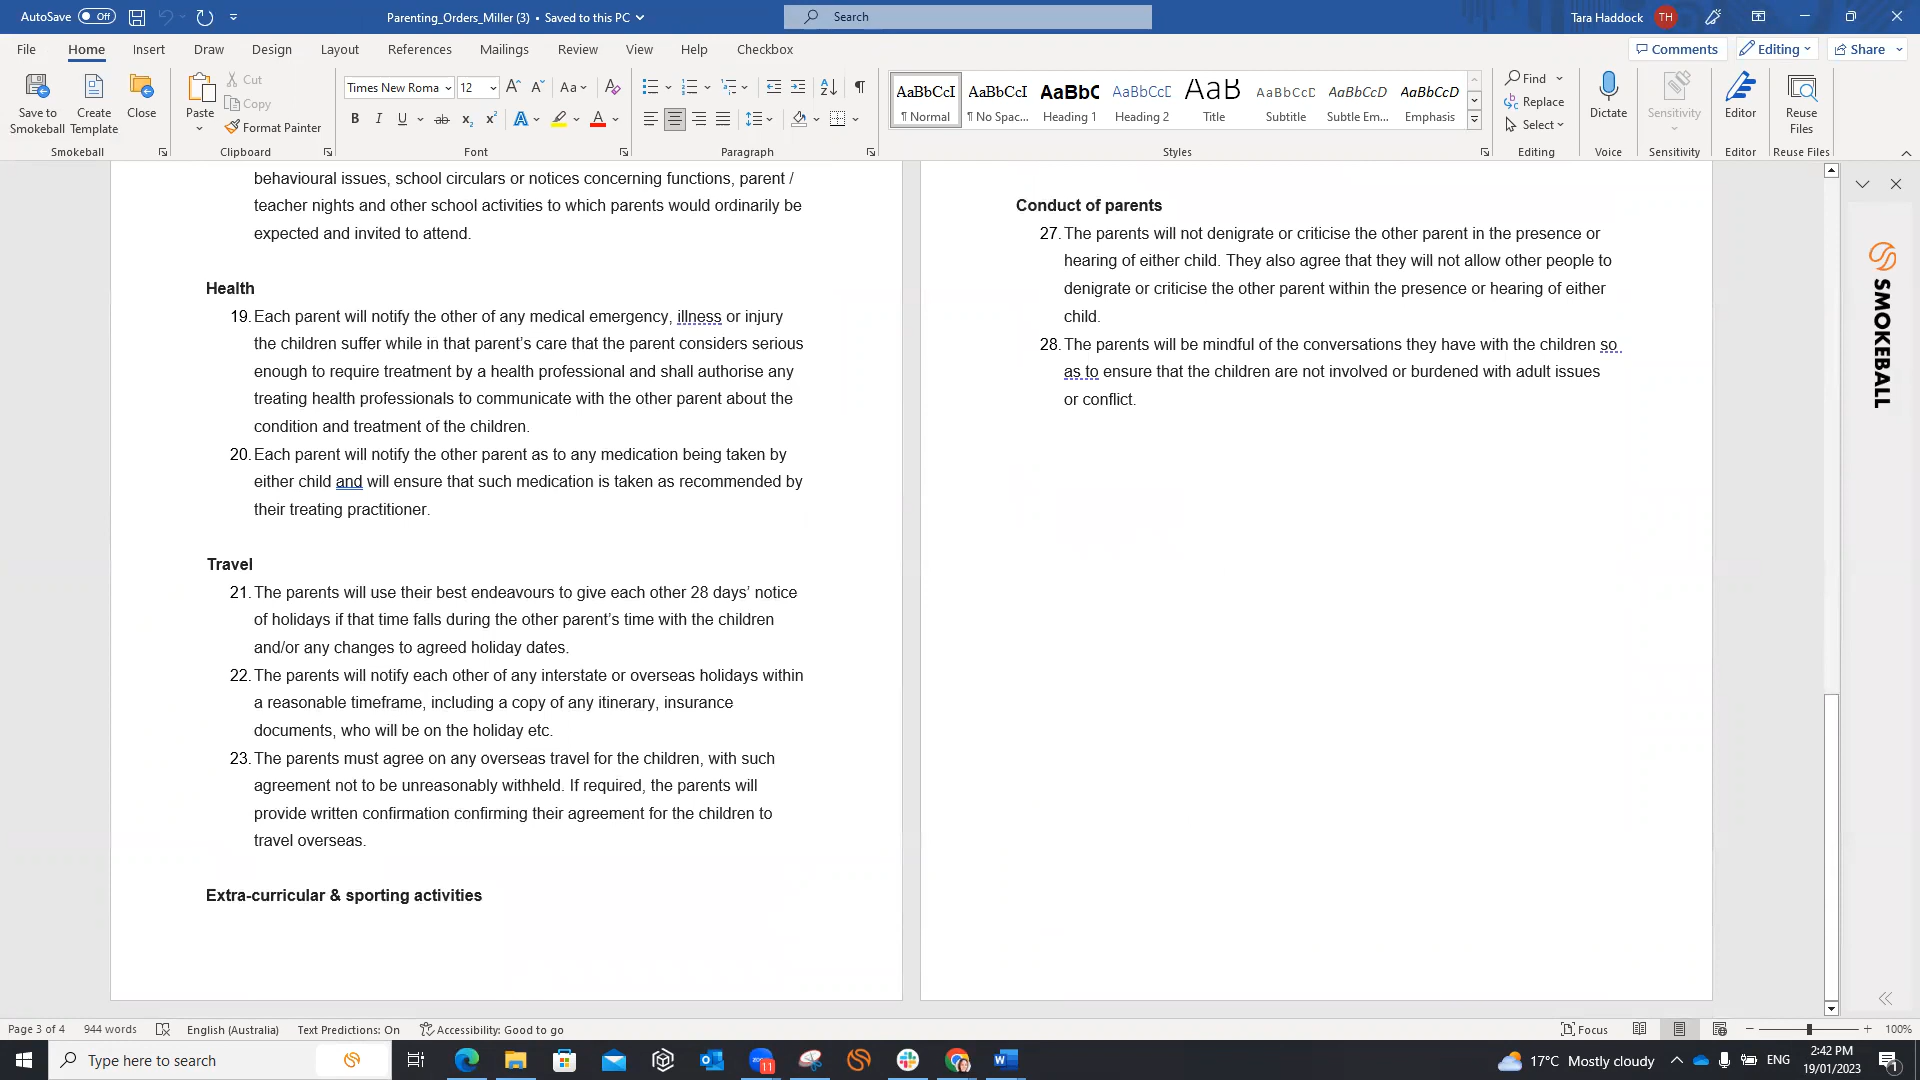 AutoSave Off Parenting_Orders_Miller (3) • Saved to this PC Search Tara Haddock TH
File Home Insert Draw Design Layout References Mailings Review View Help Checkbox Comments Editing Share
Save to Smokeball
Create Template
Close
Smokeball
Paste
Cut
Copy
Format Painter
Clipboard
Times New Roma 12
Font
Paragraph
AaBbCcI AaBbCcI AaBbC AaBbCcE AaB AaBbCcD AaBbCcD AaBbCcD
¶ Normal ¶ No Spac... Heading 1 Heading 2 Title Subtitle Subtle Em... Emphasis
Styles
Find
Replace
Select
Editing
Dictate
Voice
Sensitivity
Sensitivity
Editor
Editor
Reuse Files
Reuse Files
behavioural issues, school circulars or notices concerning functions, parent /
teacher nights and other school activities to which parents would ordinarily be
expected and invited to attend.
Health
19. Each parent will notify the other of any medical emergency, illness or injury
the children suffer while in that parent's care that the parent considers serious
enough to require treatment by a health professional and shall authorise any
treating health professionals to communicate with the other parent about the
condition and treatment of the children.
20. Each parent will notify the other parent as to any medication being taken by
either child and will ensure that such medication is taken as recommended by
their treating practitioner.
Travel
21. The parents will use their best endeavours to give each other 28 days' notice
of holidays if that time falls during the other parent's time with the children
and/or any changes to agreed holiday dates.
22. The parents will notify each other of any interstate or overseas holidays within
a reasonable timeframe, including a copy of any itinerary, insurance
documents, who will be on the holiday etc.
23. The parents must agree on any overseas travel for the children, with such
agreement not to be unreasonably withheld. If required, the parents will
provide written confirmation confirming their agreement for the children to
travel overseas.
Extra-curricular & sporting activities
Conduct of parents
27. The parents will not denigrate or criticise the other parent in the presence or
hearing of either child. They also agree that they will not allow other people to
denigrate or criticise the other parent within the presence or hearing of either
child.
28. The parents will be mindful of the conversations they have with the children so
as to ensure that the children are not involved or burdened with adult issues
or conflict.
SMOKEBALL
Page 3 of 4 944 words English (Australia) Text Predictions: On Accessibility: Good to go Focus 100%
Type here to search 11 17°C Mostly cloudy ENG 2:42 PM 19/01/2023 1